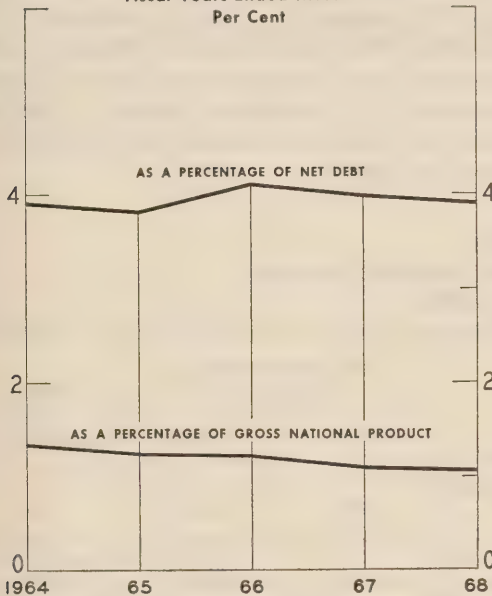 Per Cent
AS A PERCENTAGE OF NET DEBT
4 4
2 2
AS A PERCENTAGE OF GROSS NATIONAL PRODUCT
0 0
1964 65 66 67 68